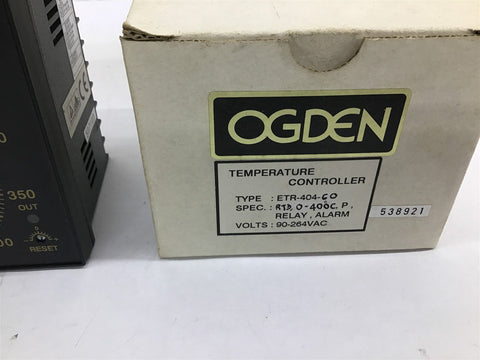 OGDEN
TEMPERATURE
CONTROLLER
TYPE : ETR-404-60
SPEC. : RTD, 0-400C, P,
RELAY, ALARM
538921
VOLTS : 90-264VAC
350
OUT
RESET